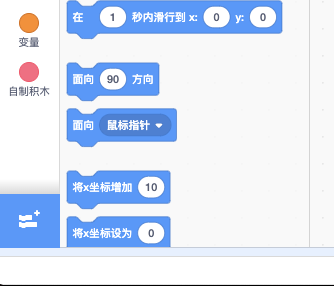 在 1 秒内滑行到 x: 0 y: 0
变量
面向 90 方向
自制积木
面向 鼠标指针
将x坐标增加 10
将x坐标设为 0